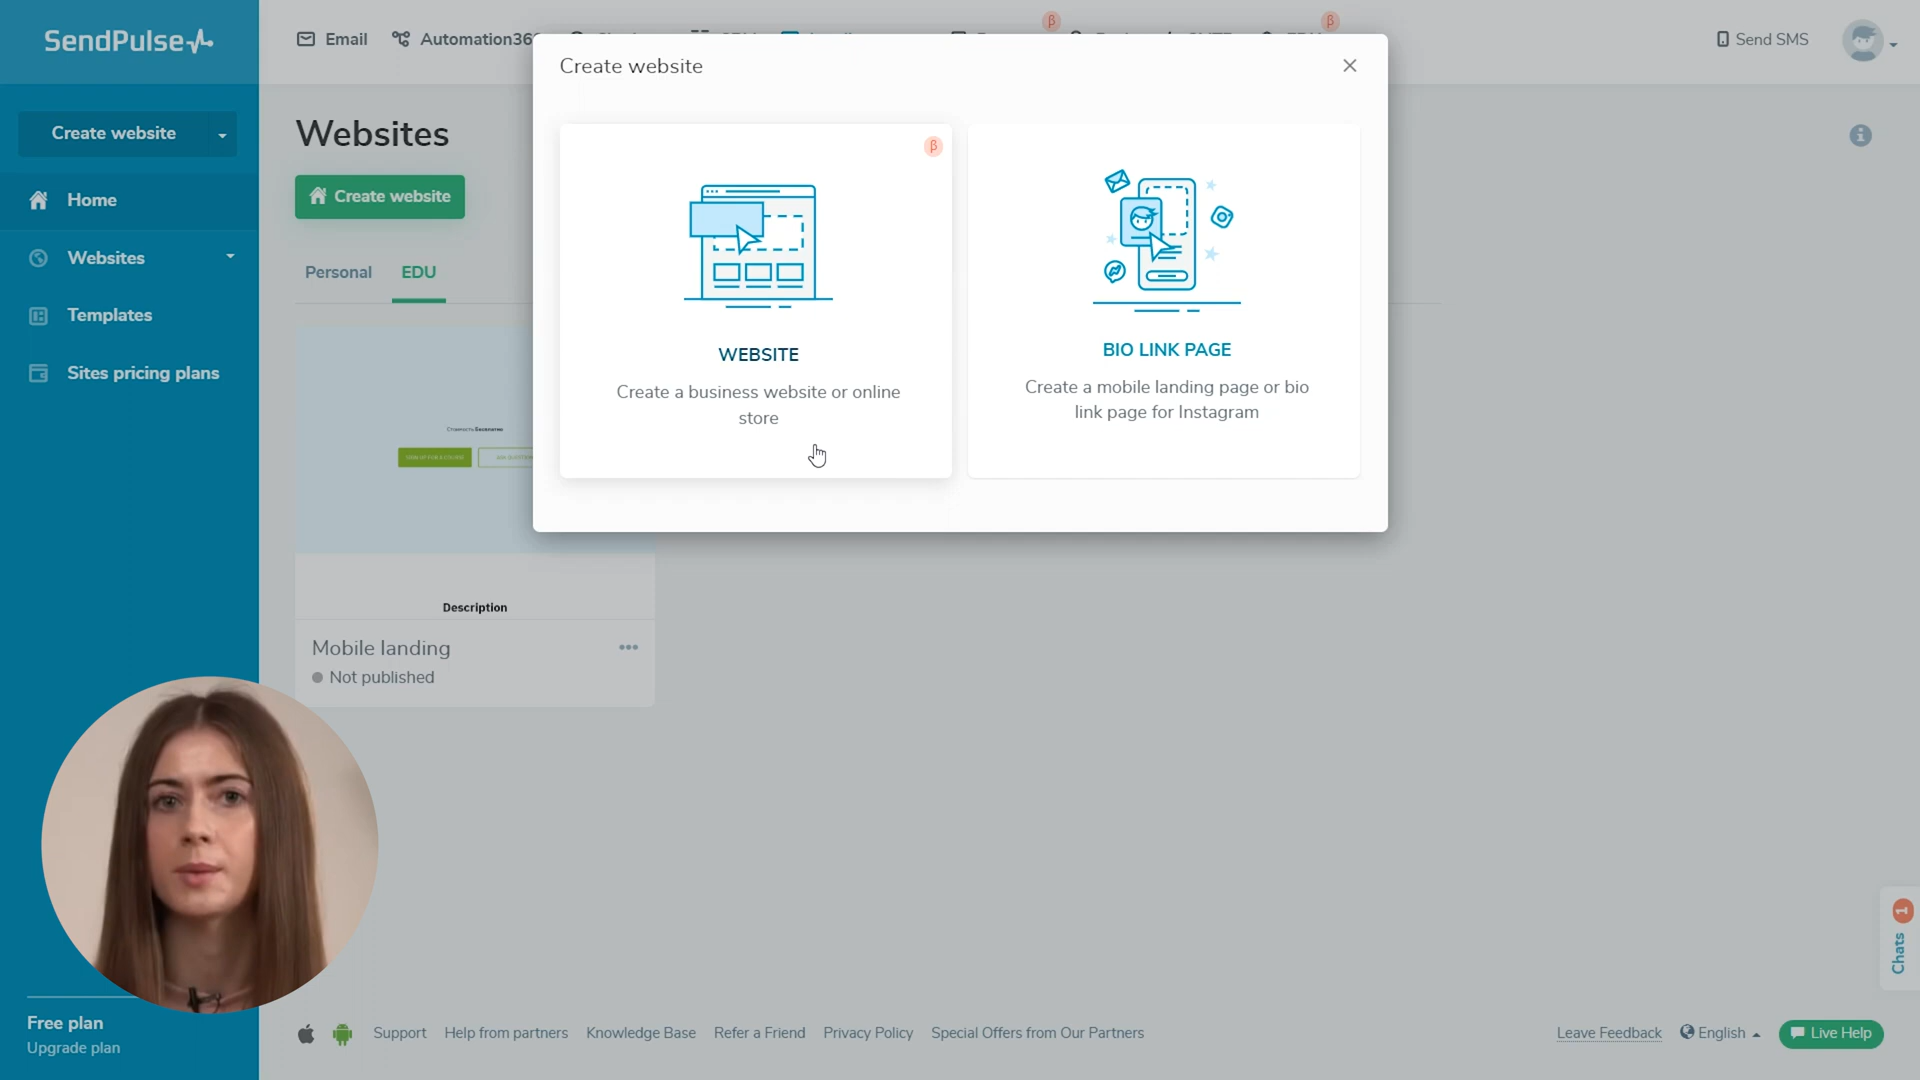 SendPulse
Email
Automation36
β
β
Send SMS
Create website
Home
Websites
Templates
Sites pricing plans
Free plan
Upgrade plan
Websites
Create website
Personal
EDU
Description
Mobile landing
Not published
Create website
β
WEBSITE
Create a business website or online
store
BIO LINK PAGE
Create a mobile landing page or bio
link page for Instagram
Chats
1
Support
Help from partners
Knowledge Base
Refer a Friend
Privacy Policy
Special Offers from Our Partners
Leave Feedback
English
Live Help